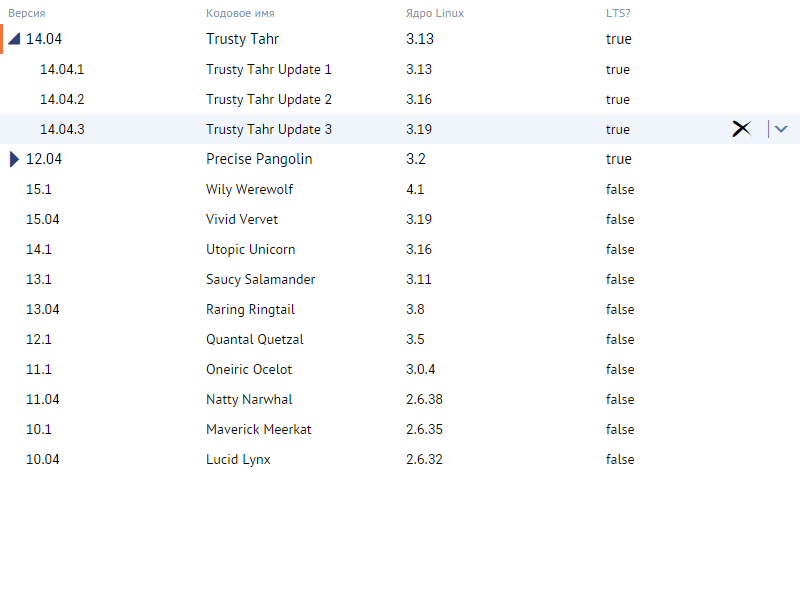 Версия Кодовое имя Ядро Linux LTS?
14.04 Trusty Tahr 3.13 true
14.04.1 Trusty Tahr Update 1 3.13 true
14.04.2 Trusty Tahr Update 2 3.16 true
14.04.3 Trusty Tahr Update 3 3.19 true
12.04 Precise Pangolin 3.2 true
15.1 Wily Werewolf 4.1 false
15.04 Vivid Vervet 3.19 false
14.1 Utopic Unicorn 3.16 false
13.1 Saucy Salamander 3.11 false
13.04 Raring Ringtail 3.8 false
12.1 Quantal Quetzal 3.5 false
11.1 Oneiric Ocelot 3.0.4 false
11.04 Natty Narwhal 2.6.38 false
10.1 Maverick Meerkat 2.6.35 false
10.04 Lucid Lynx 2.6.32 false